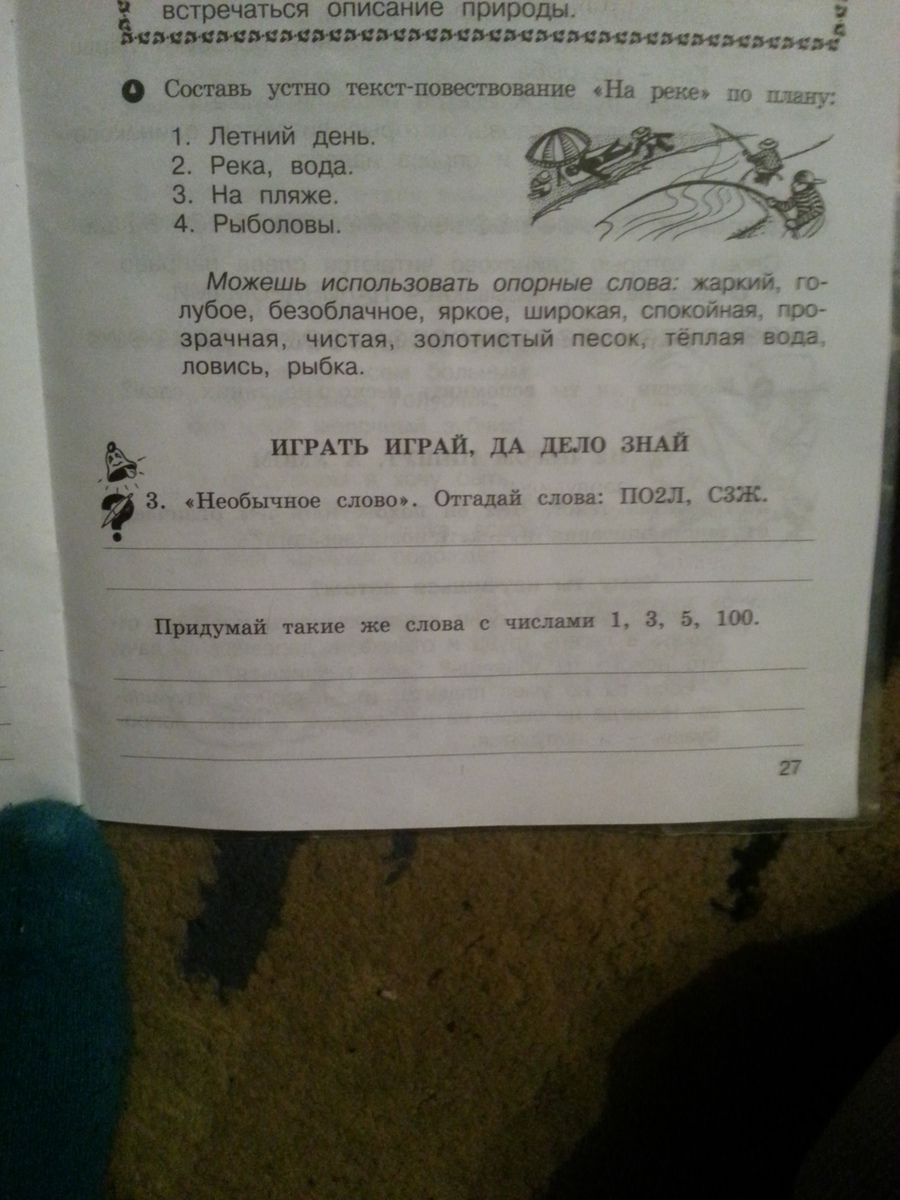 встречаться описание природы.
Составь устно текст-повествование «На реке» по плану:
1. Летний день.
2. Река, вода.
3. На пляже.
4. Рыболовы.
Можешь использовать опорные слова: жаркий, го-
лубое, безоблачное, яркое, широкая, спокойная, про-
зрачная, чистая, золотистый песок, тёплая вода,
ловись, рыбка.
ИГРАТЬ ИГРАЙ, ДА ДЕЛО ЗНАЙ
3. «Необычное слово». Отгадай слова: ПО2Л, С3Ж.
Придумай такие же слова с числами 1, 3, 5, 100.
27